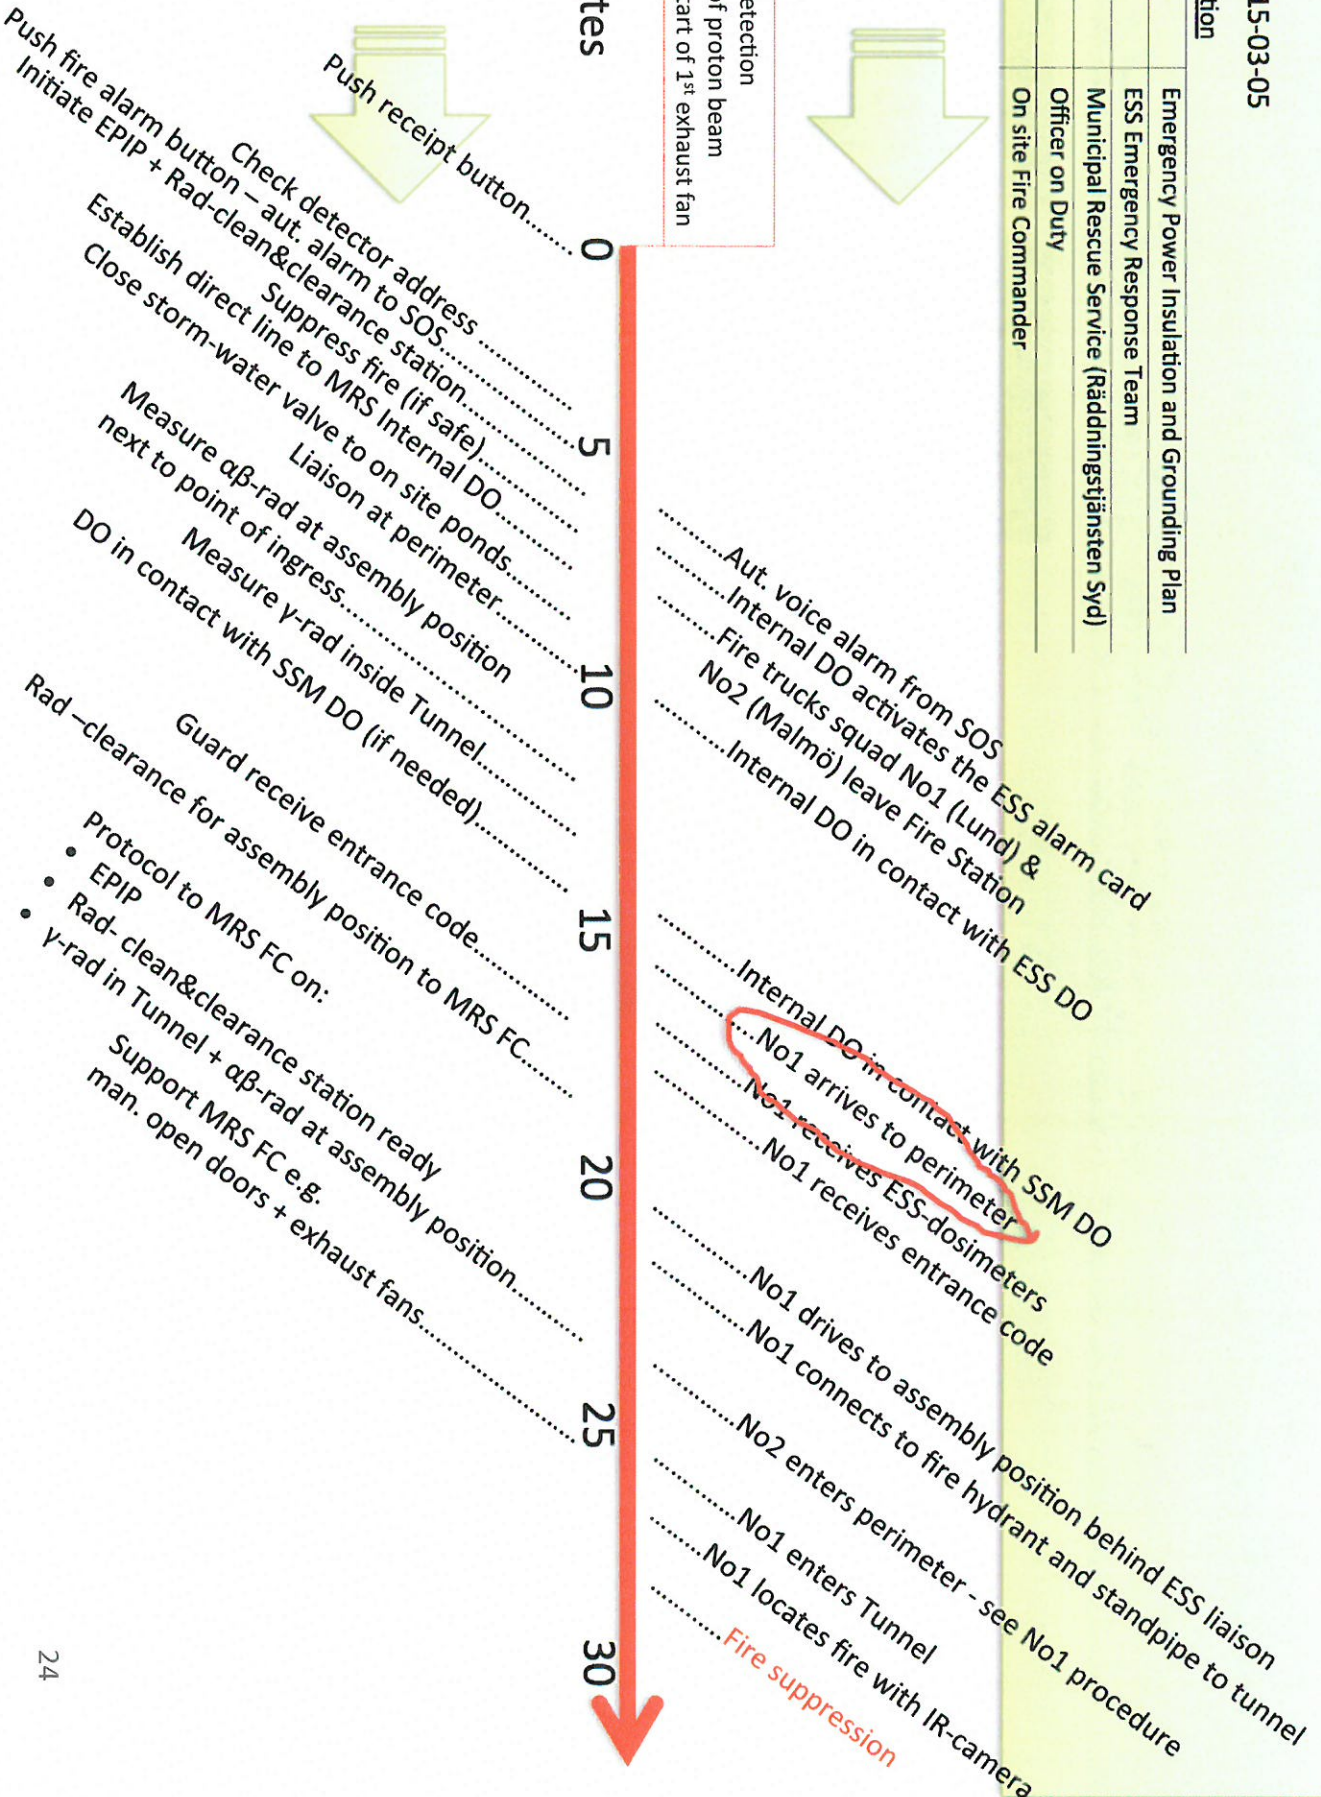 15-03-05
tion
Emergency Power Insulation and Grounding Plan
ESS Emergency Response Team
Municipal Rescue Service (Räddningstjänsten Syd)
Officer on Duty
On site Fire Commander
etection
of proton beam
art of 1st exhaust fan
Aut. voice alarm from SOS
Internal DO activates the ESS alarm card
Fire trucks squad No1 (Lund) &
No2 (Malmö) leave Fire Station
Internal DO in contact with ESS DO
Internal DO in contact with SSM DO
No1 arrives to perimeter
No1 receives ESS-dosimeters
No1 receives entrance code
No1 drives to assembly position behind ESS liaison
No1 connects to fire hydrant and standpipe to tunnel
No2 enters perimeter - see No1 procedure
No1 enters Tunnel
No1 locates fire with IR-camera
Fire suppression
tes 0 5 10 15 20 25 30
Push receipt button
Check detector address
Push fire alarm button – aut. alarm to SOS
Initiate EPIP + Rad-clean&clearance station
Suppress fire (if safe)
Establish direct line to MRS Internal DO
Close storm-water valve to on site ponds
Liaison at perimeter
Measure αβ-rad at assembly position
next to point of ingress
Measure γ-rad inside Tunnel
DO in contact with SSM DO (if needed)
Guard receive entrance code
Rad –clearance for assembly position to MRS FC
Protocol to MRS FC on:
• EPIP
• Rad- clean&clearance station ready
• γ-rad in Tunnel + αβ-rad at assembly position
Support MRS FC e.g.
man. open doors + exhaust fans
24